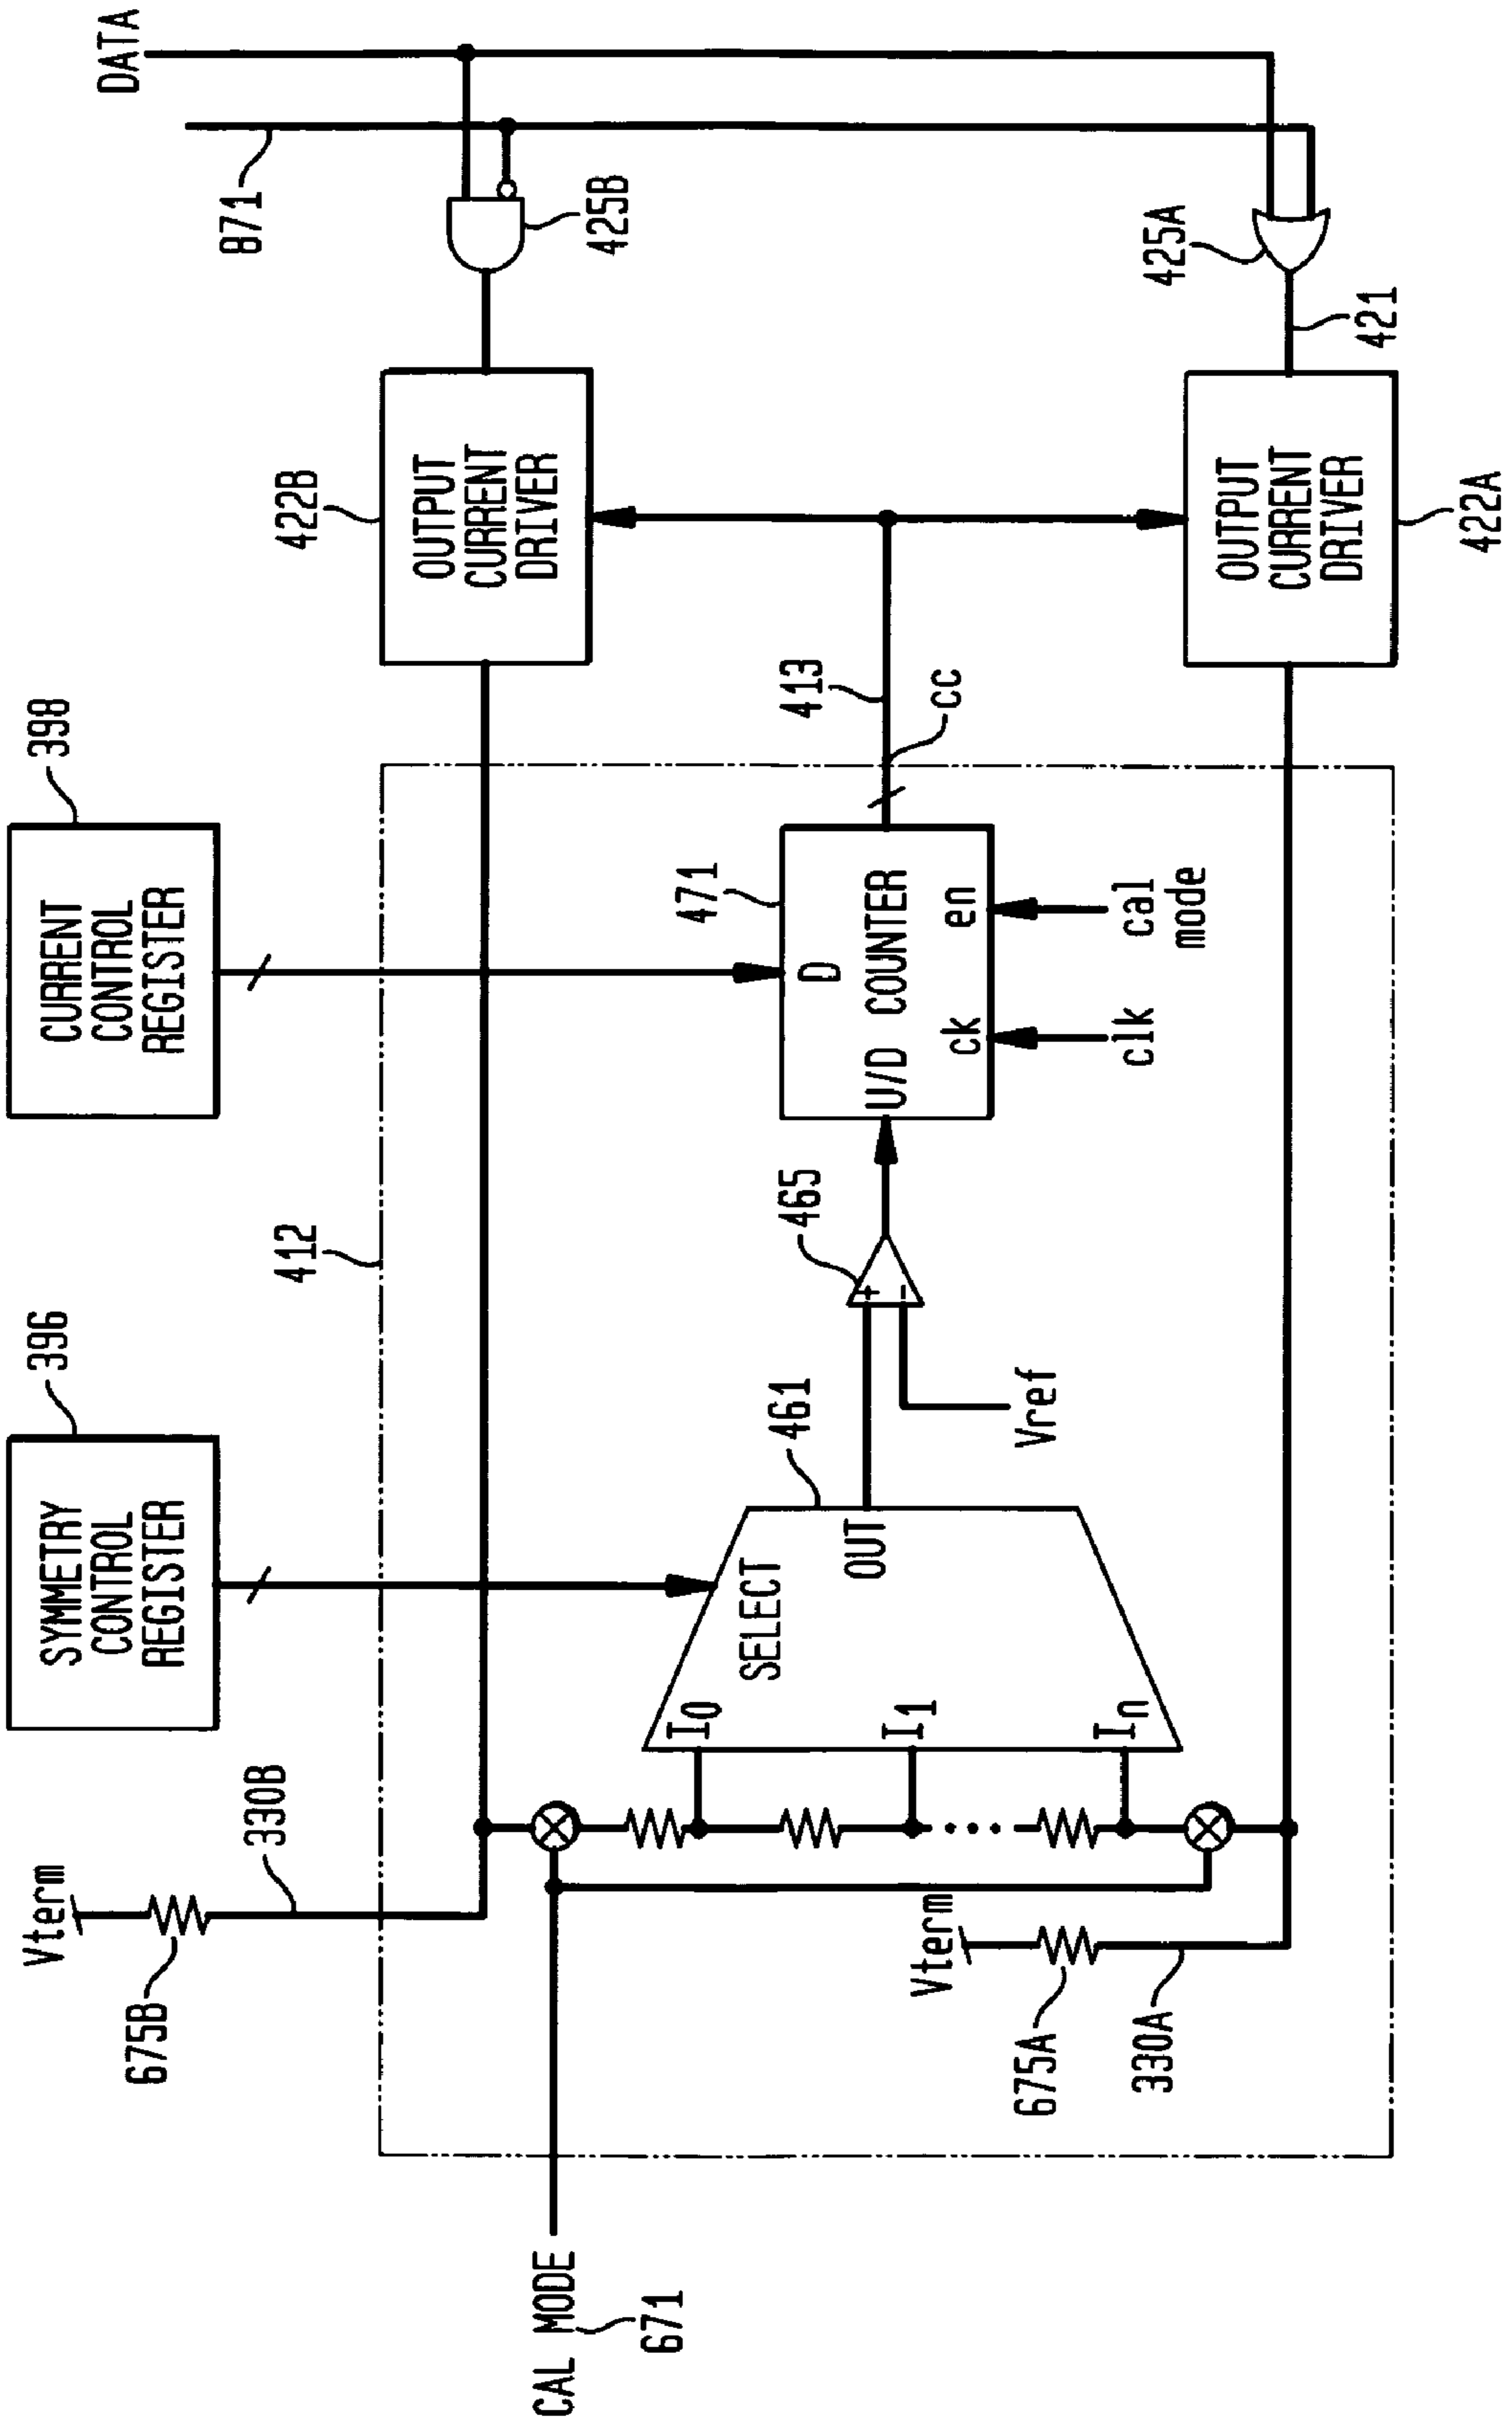 SYMMETRY
CONTROL
REGISTER
396
CURRENT
CONTROL
REGISTER
398
Vterm
675B
330B
412
422B
OUTPUT
CURRENT
DRIVER
871
DATA
425B
CAL MODE
671
I0
SELECT
OUT
I1
In
461
465
+
-
Vref
471
D
U/D COUNTER
ck
en
clk
cal
mode
413
cc
Vterm
675A
330A
OUTPUT
CURRENT
DRIVER
422A
421
425A